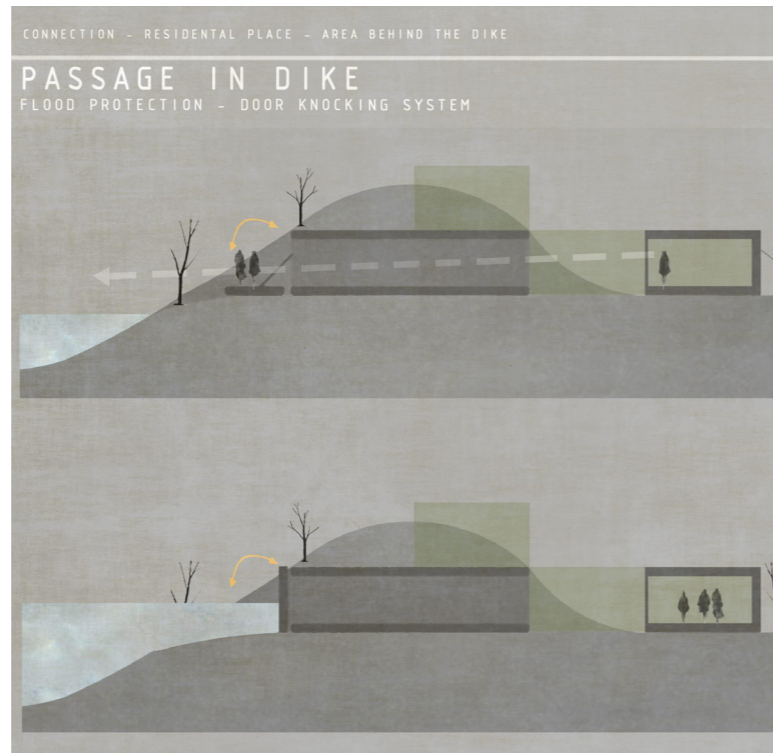 CONNECTION - RESIDENTAL PLACE - AREA BEHIND THE DIKE
PASSAGE IN DIKE
FLOOD PROTECTION - DOOR KNOCKING SYSTEM